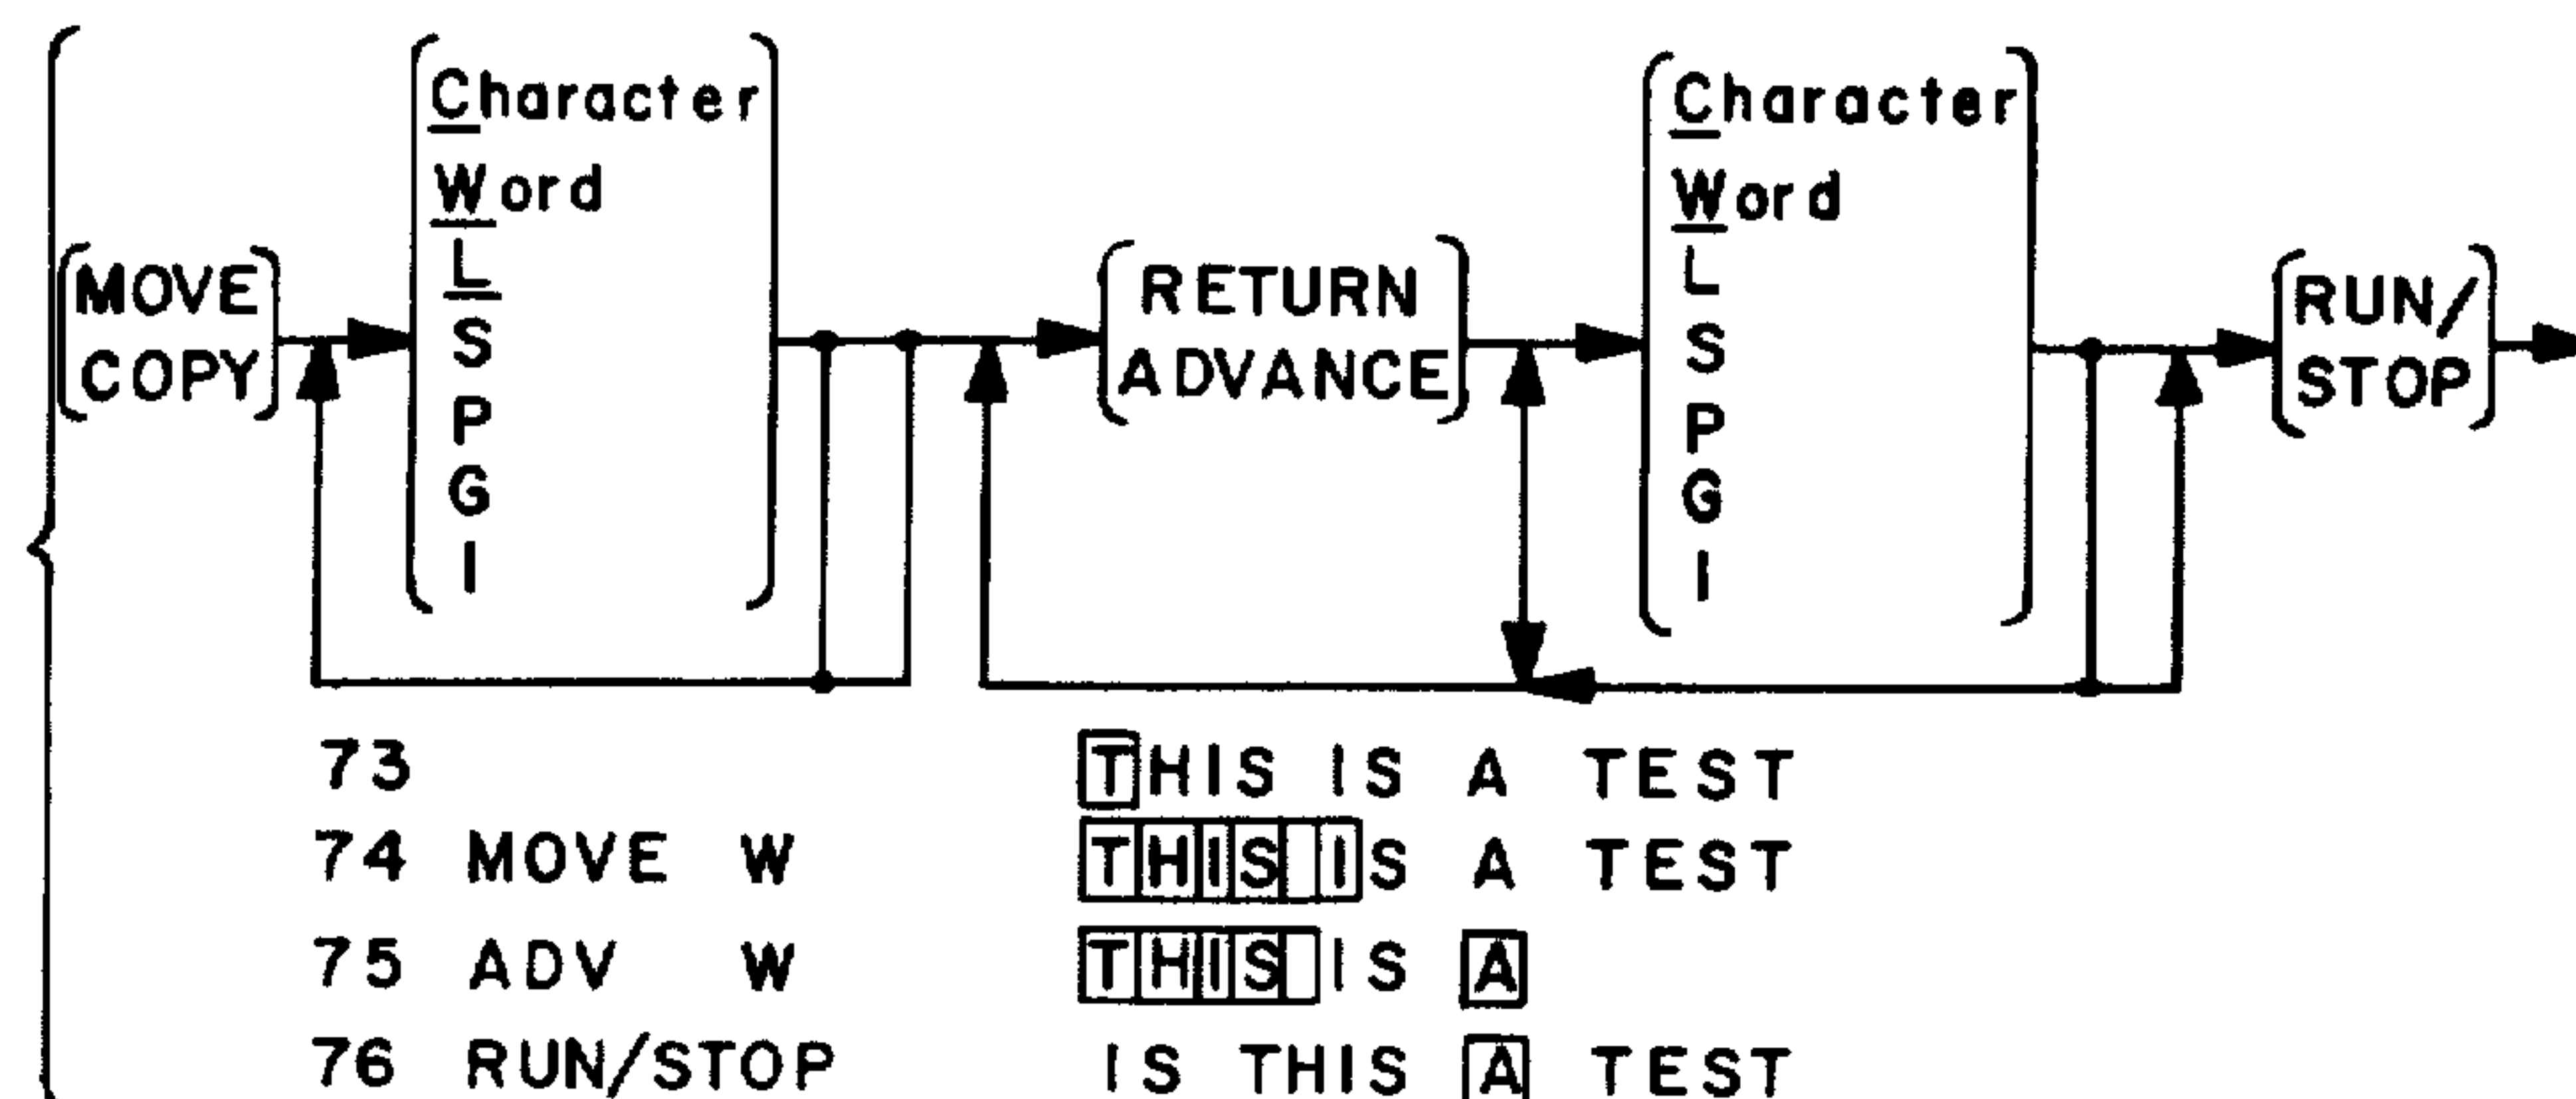 MOVE
COPY
Character
Word
L
S
P
G
I
RETURN
ADVANCE
Character
Word
L
S
P
G
I
RUN/
STOP
73 THIS IS A TEST
74 MOVE W THIS IS A TEST
75 ADV W THIS IS A
76 RUN/STOP IS THIS A TEST